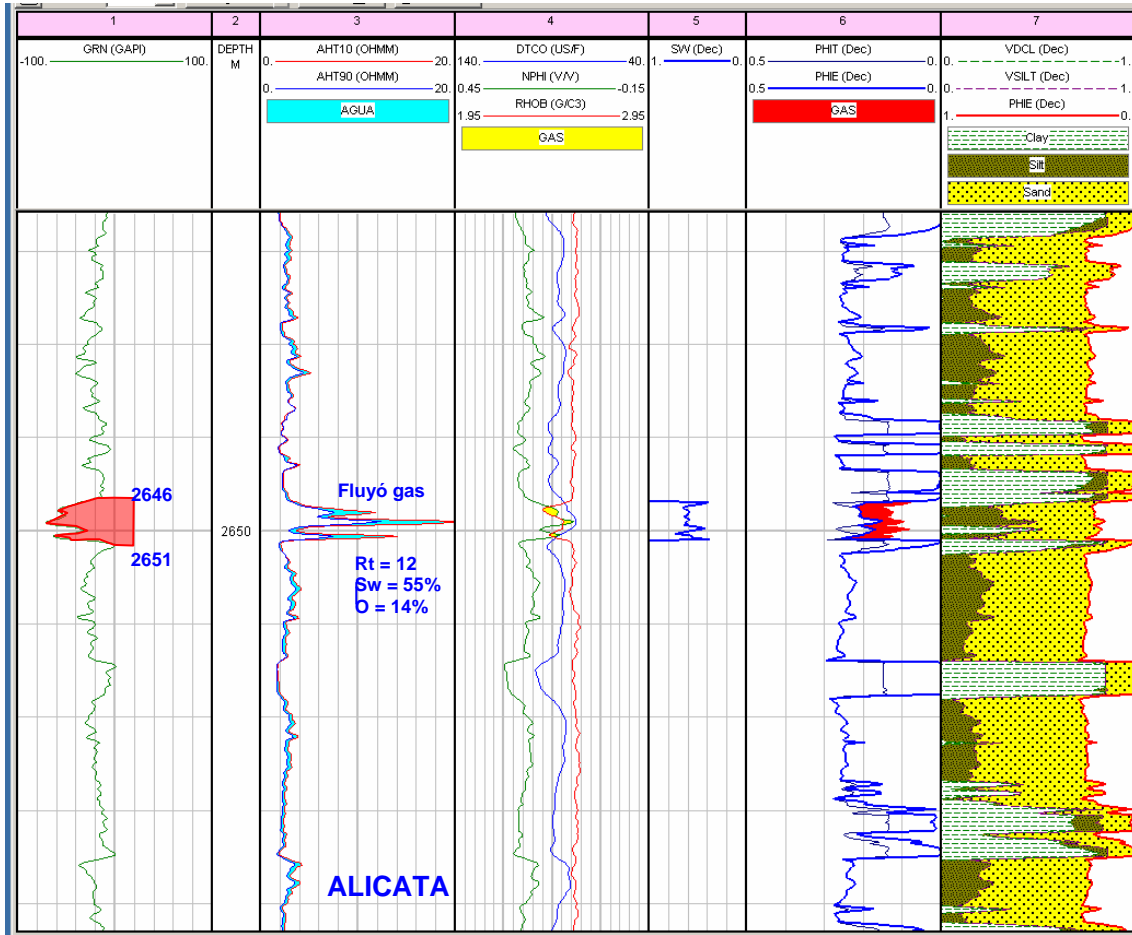 1 2 3 4 5 6 7
GRN (GAPI)
-100. 100.
DEPTH
M
AHT10 (OHMM)
0. 20.
AHT90 (OHMM)
0. 20.
AGUA
DTCO (US/F)
140. 40.
NPHI (V/V)
0.45 -0.15
RHOB (G/C3)
1.95 2.95
GAS
SW (Dec)
1. 0.
PHIT (Dec)
0.5 0.
PHIE (Dec)
0.5 0.
GAS
VDCL (Dec)
0. 1.
VSILT (Dec)
0. 1.
PHIE (Dec)
1. 0.
Clay
Silt
Sand
2646
2651
2650
Fluyó gas
Rt = 12
Sw = 55%
O = 14%
ALICATA